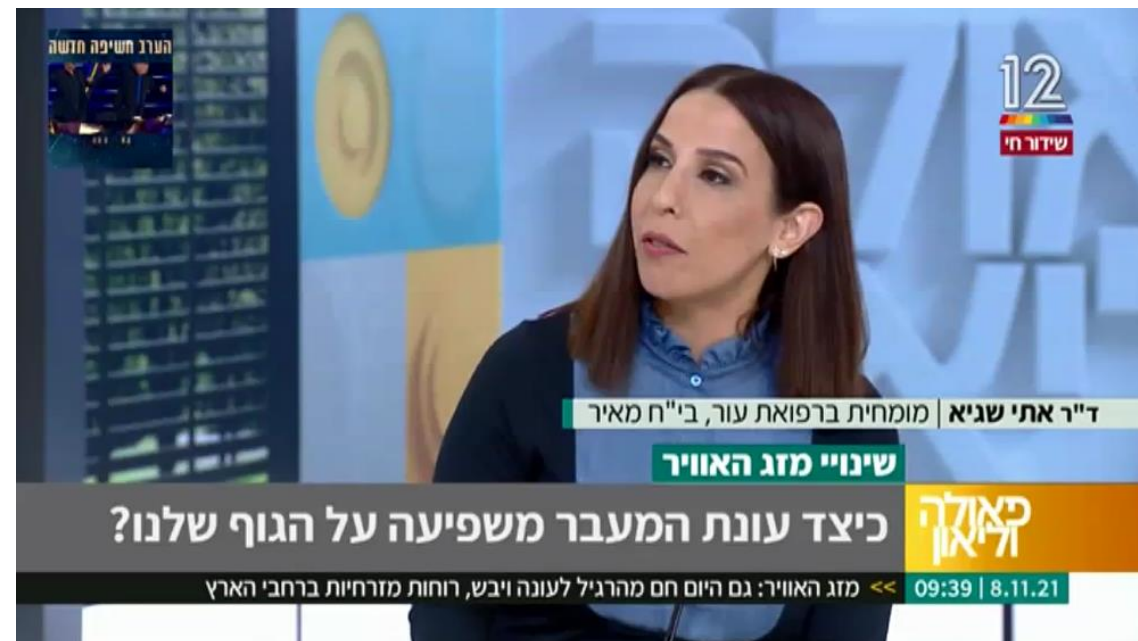 הערב חשיפה חדשה
12
שידור חי
ד"ר אתי שגיא | מומחית ברפואת עור, בי"ח מאיר
שינויי מזג האוויר
כיצד עונת המעבר משפיעה על הגוף שלנו?
פאולה
וליאון
09:39 | 8.11.21
>> מזג האוויר: גם היום חם מהרגיל לעונה ויבש, רוחות מזרחיות ברחבי הארץ